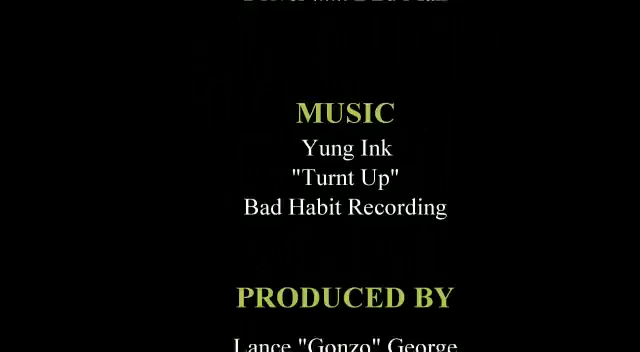 MUSIC
Yung Ink
"Turnt Up"
Bad Habit Recording
PRODUCED BY
Lance "Gonzo" George